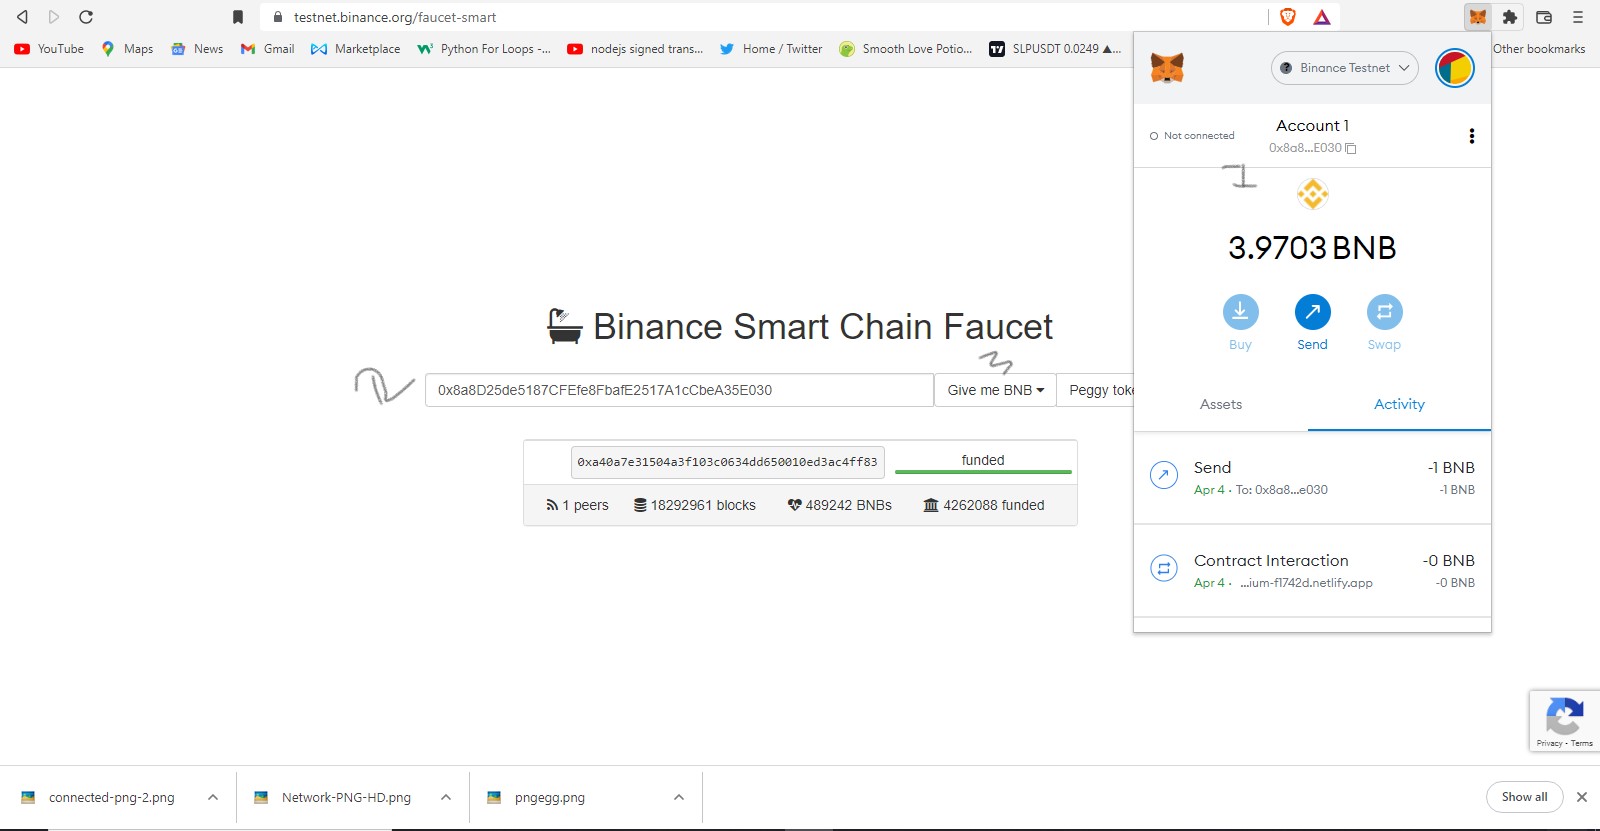 testnet.binance.org/faucet-smart
YouTube Maps News Gmail Marketplace Python For Loops -... nodejs signed trans... Home / Twitter Smooth Love Potio... SLPUSDT 0.0249 ▲... Other bookmarks
Binance Testnet
Not connected
Account 1
0x8a8...E030
1
3.9703 BNB
Buy Send Swap
Assets Activity
Send -1 BNB
Apr 4 · To: 0x8a8...e030 -1 BNB
Contract Interaction -0 BNB
Apr 4 · ...ium-f1742d.netlify.app -0 BNB
Binance Smart Chain Faucet
3
2
0x8a8D25de5187CFEfe8FbafE2517A1cCbeA35E030 Give me BNB Peggy toke
0xa40a7e31504a3f103c0634dd650010ed3ac4ff83 funded
1 peers 18292961 blocks 489242 BNBs 4262088 funded
Privacy - Terms
connected-png-2.png Network-PNG-HD.png pngegg.png Show all